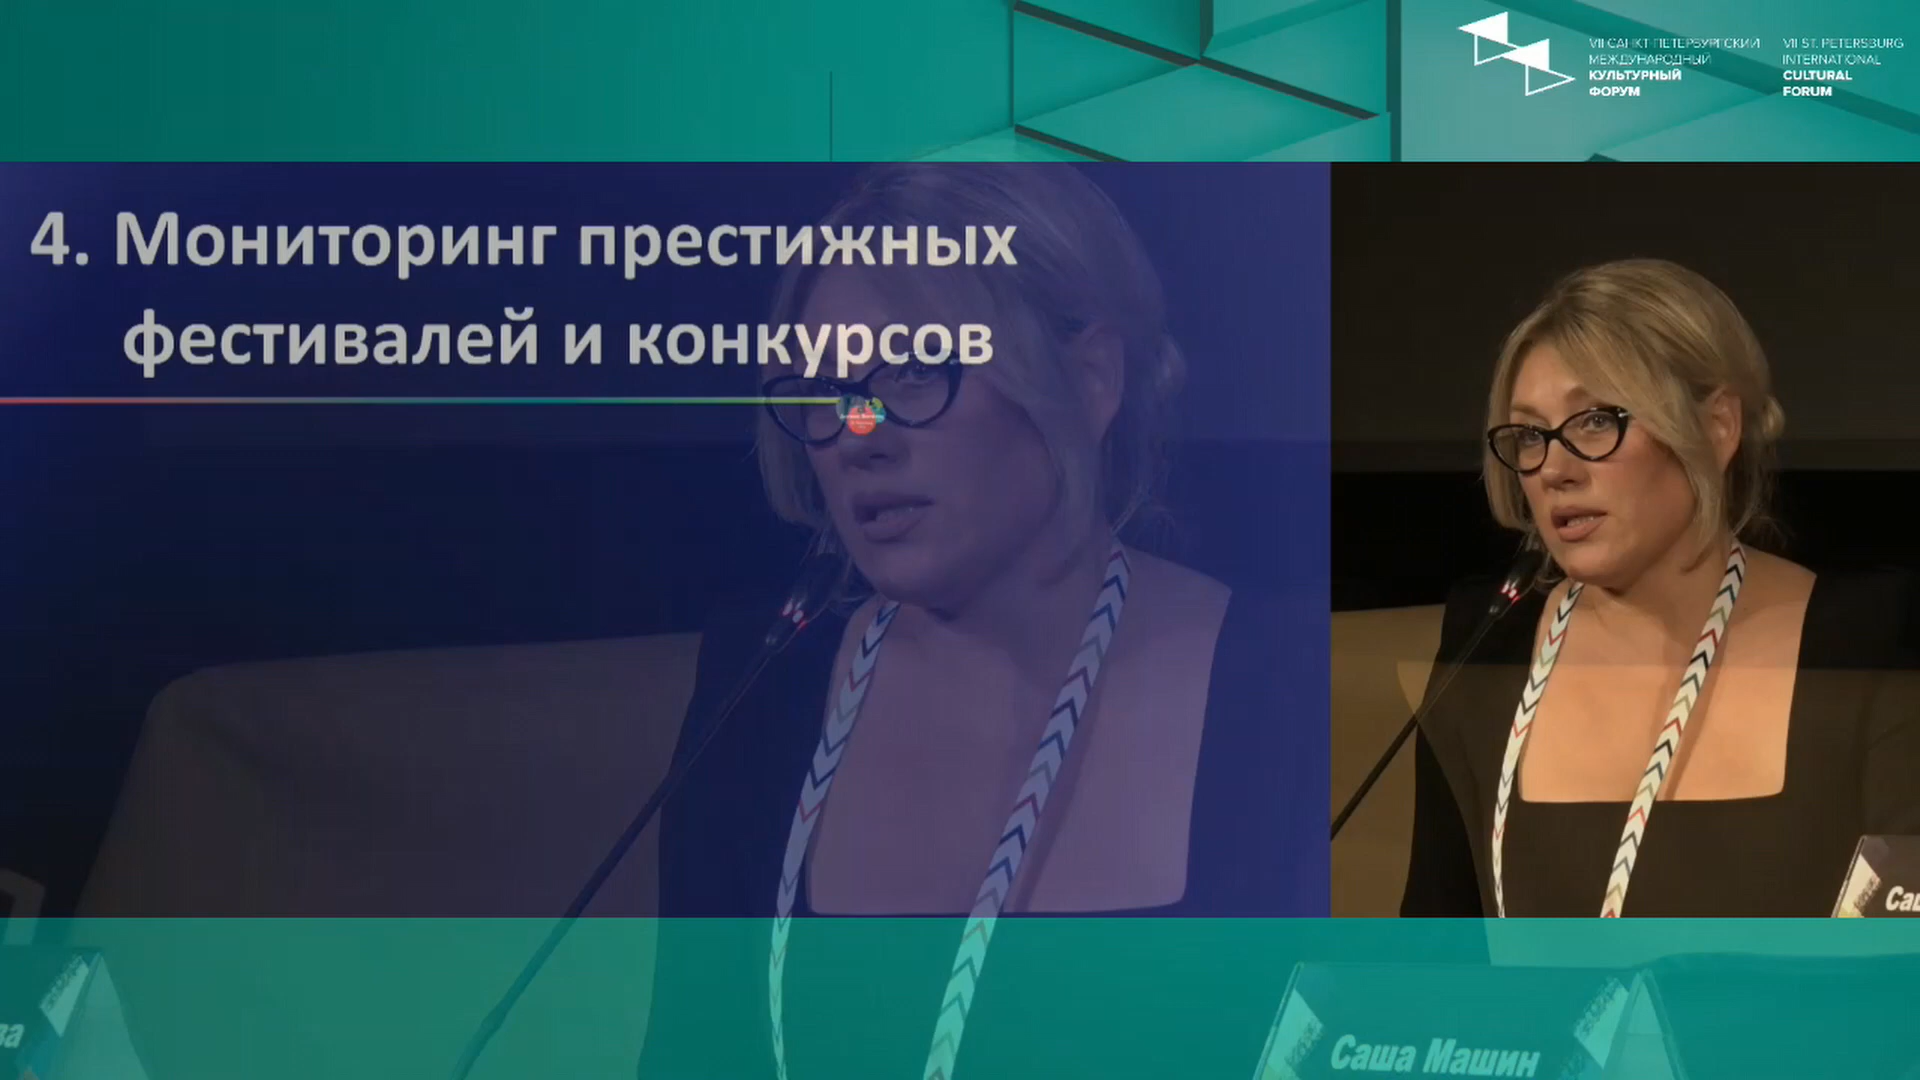 VII САНКТ-ПЕТЕРБУРГСКИЙ
МЕЖДУНАРОДНЫЙ
КУЛЬТУРНЫЙ
ФОРУМ
VII ST. PETERSBURG
INTERNATIONAL
CULTURAL
FORUM
4. Мониторинг престижных
фестивалей и конкурсов
Саша Машин